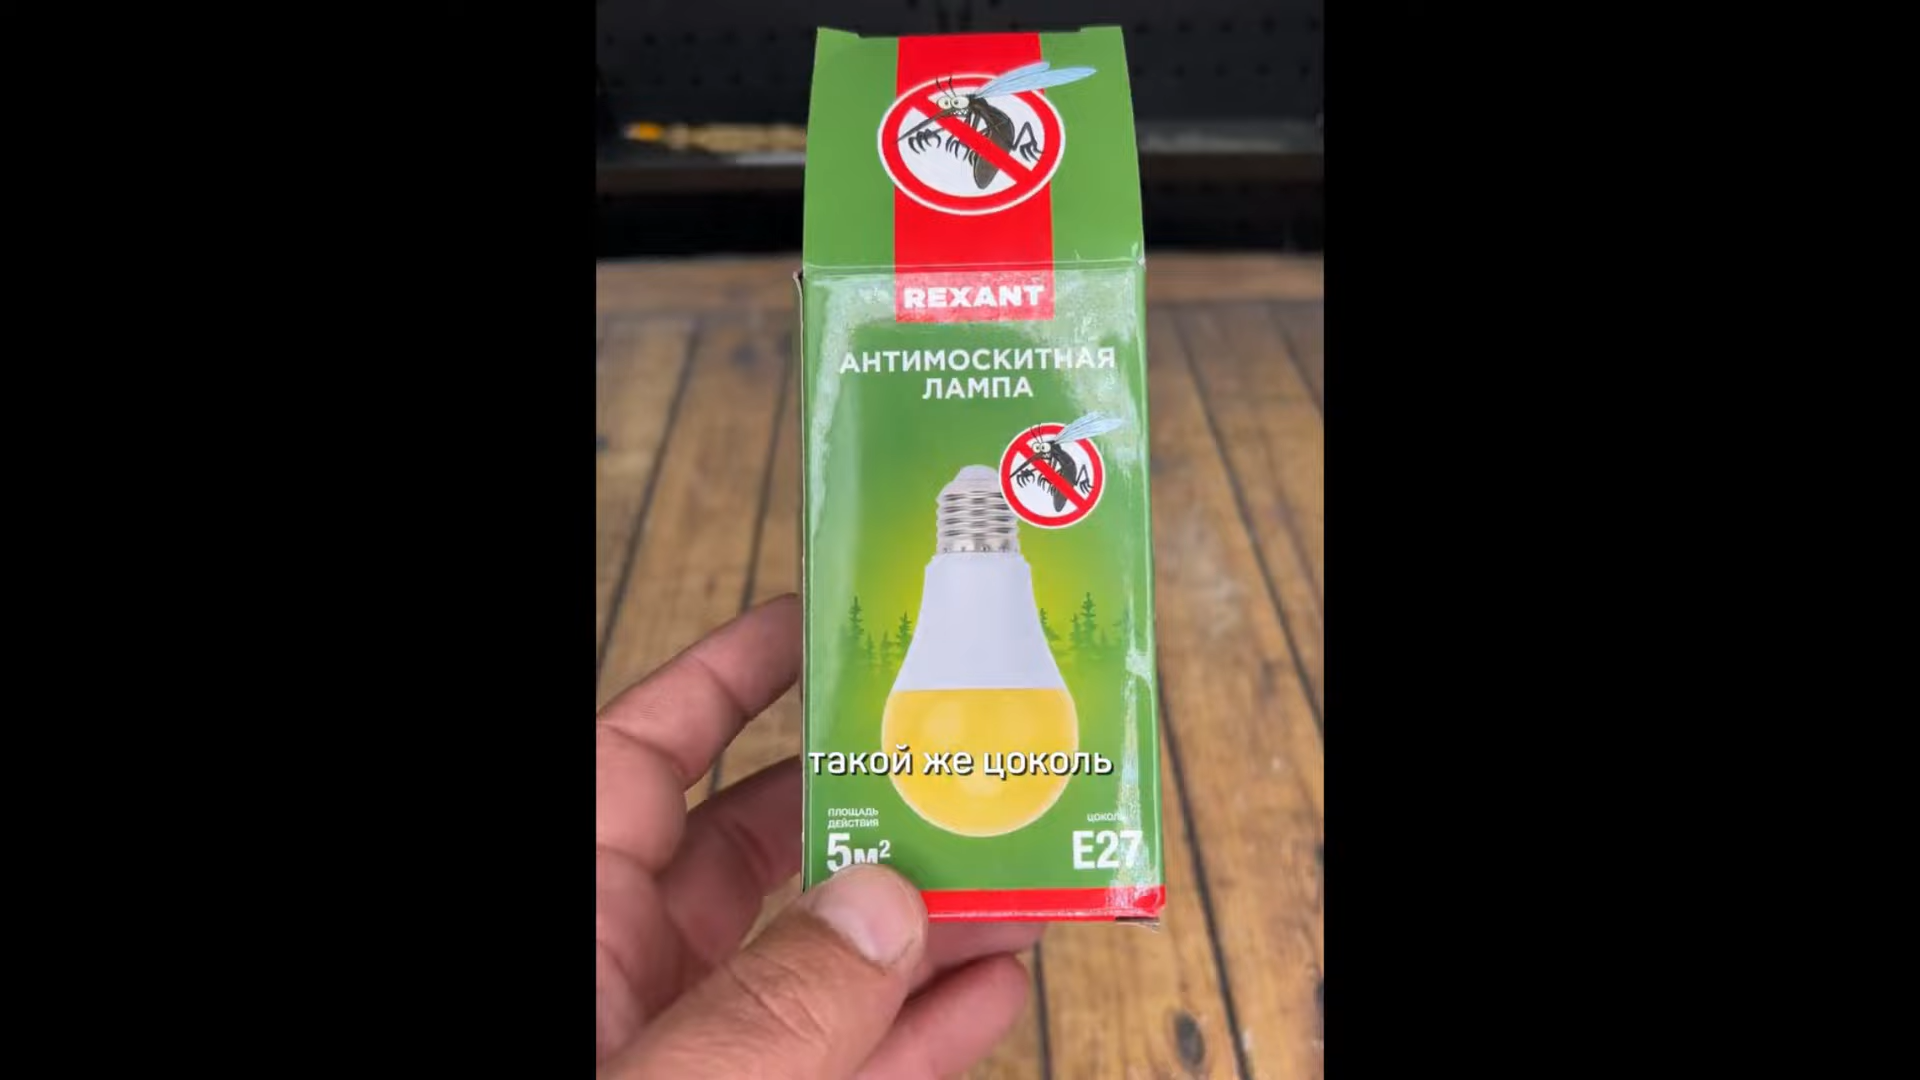 REXANT
АНТИМОСКИТНАЯ
ЛАМПА
такой же цоколь
ПЛОЩАДЬ
ДЕЙСТВИЯ
5м²
ЦОКОЛЬ
E27